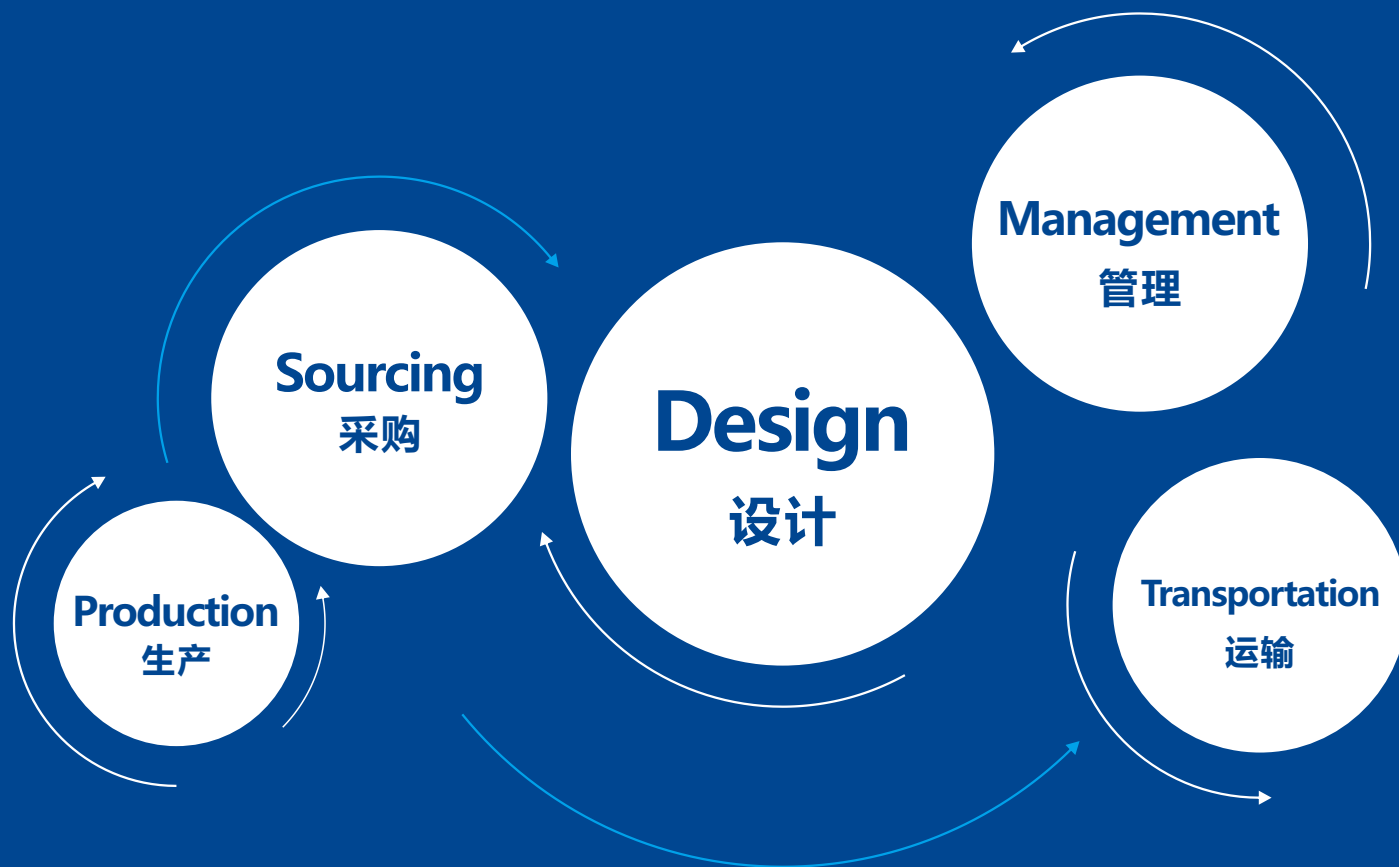 Management
管理
Sourcing
采购
Design
设计
Production
生产
Transportation
运输